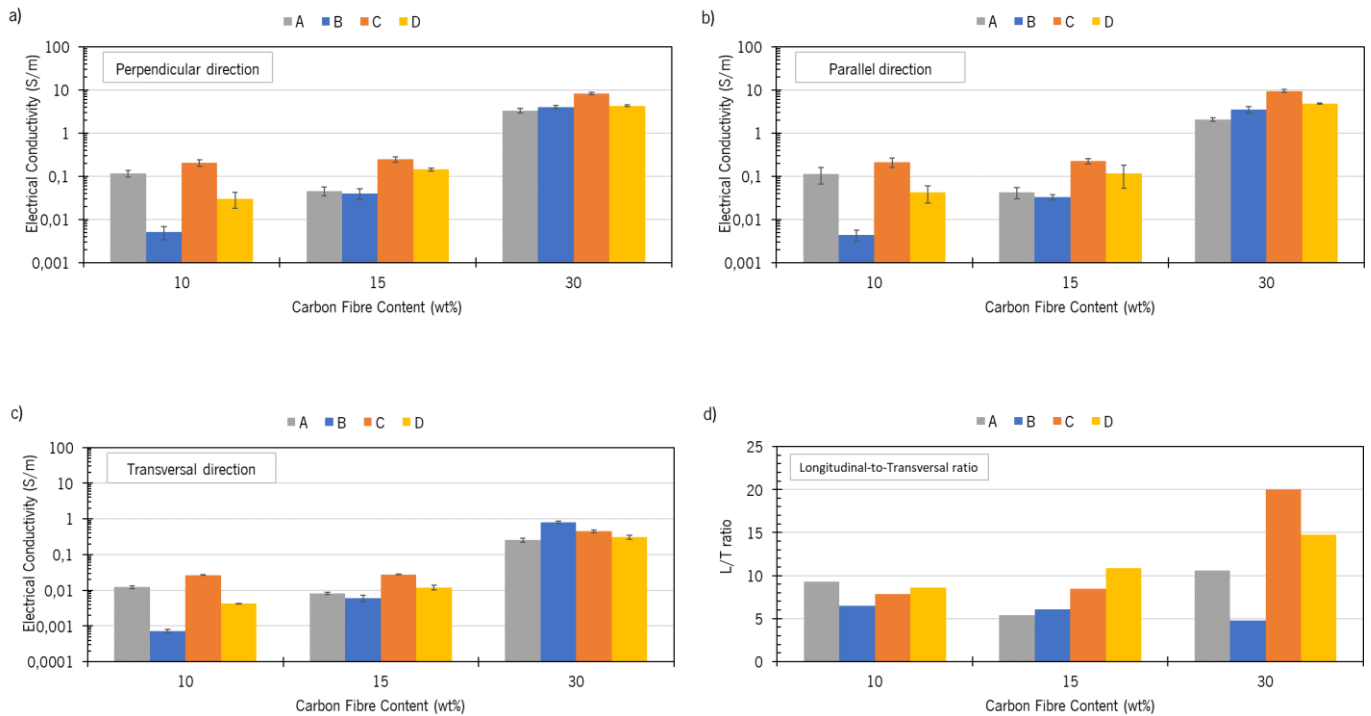 a)
A B C D
Electrical Conductivity (S/m)
100
10
1
0,1
0,01
0,001
Perpendicular direction
10 15 30
Carbon Fibre Content (wt%)
b)
A B C D
Electrical Conductivity (S/m)
100
10
1
0,1
0,01
0,001
Parallel direction
10 15 30
Carbon Fibre Content (wt%)
c)
A B C D
Electrical Conductivity (S/m)
100
10
1
0,1
0,01
0,001
0,0001
Transversal direction
10 15 30
Carbon Fibre Content (wt%)
d)
A B C D
L/T ratio
25
20
15
10
5
0
Longitudinal-to-Transversal ratio
10 15 30
Carbon Fibre Content (wt%)